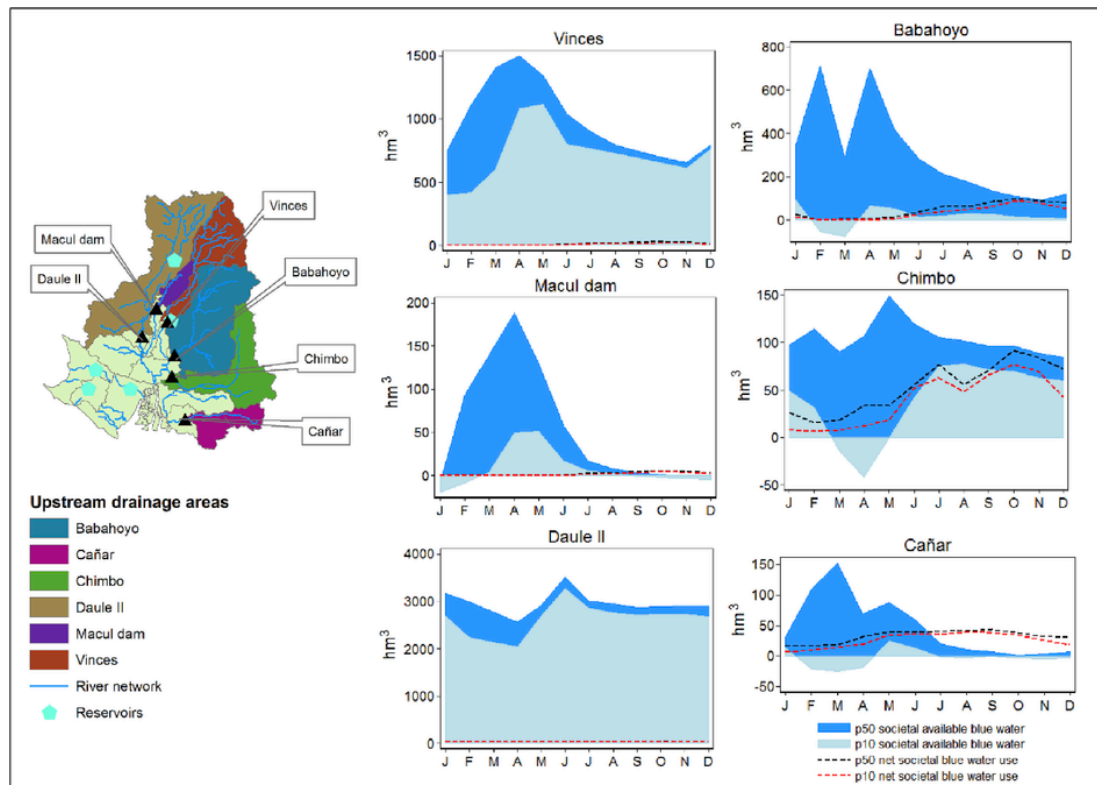 Vinces
Macul dam
Daule II
Babahoyo
Chimbo
Cañar
Upstream drainage areas
Babahoyo
Cañar
Chimbo
Daule II
Macul dam
Vinces
River network
Reservoirs
Vinces
1500
1000
500
0
hm³
J F M A M J J A S O N D
Babahoyo
800
600
400
200
0
hm³
J F M A M J J A S O N D
Macul dam
200
150
100
50
0
hm³
J F M A M J J A S O N D
Chimbo
150
100
50
0
-50
hm³
J F M A M J J A S O N D
Daule II
4000
3000
2000
1000
0
hm³
J F M A M J J A S O N D
Cañar
150
100
50
0
-50
hm³
J F M A M J J A S O N D
p50 societal available blue water
p10 societal available blue water
p50 net societal blue water use
p10 net societal blue water use